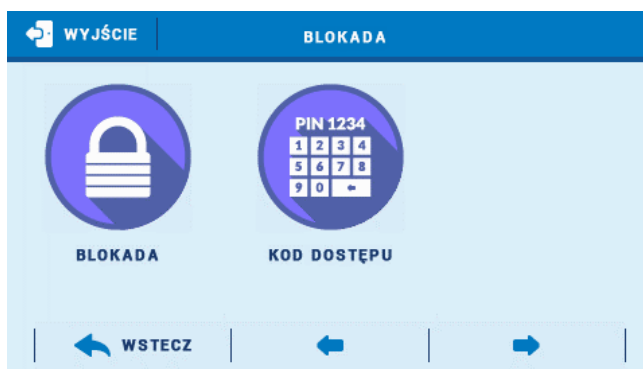 WYJŚCIE
BLOKADA
PIN 1234
1 2 3 4
5 6 7 8
9 0
BLOKADA
KOD DOSTĘPU
WSTECZ